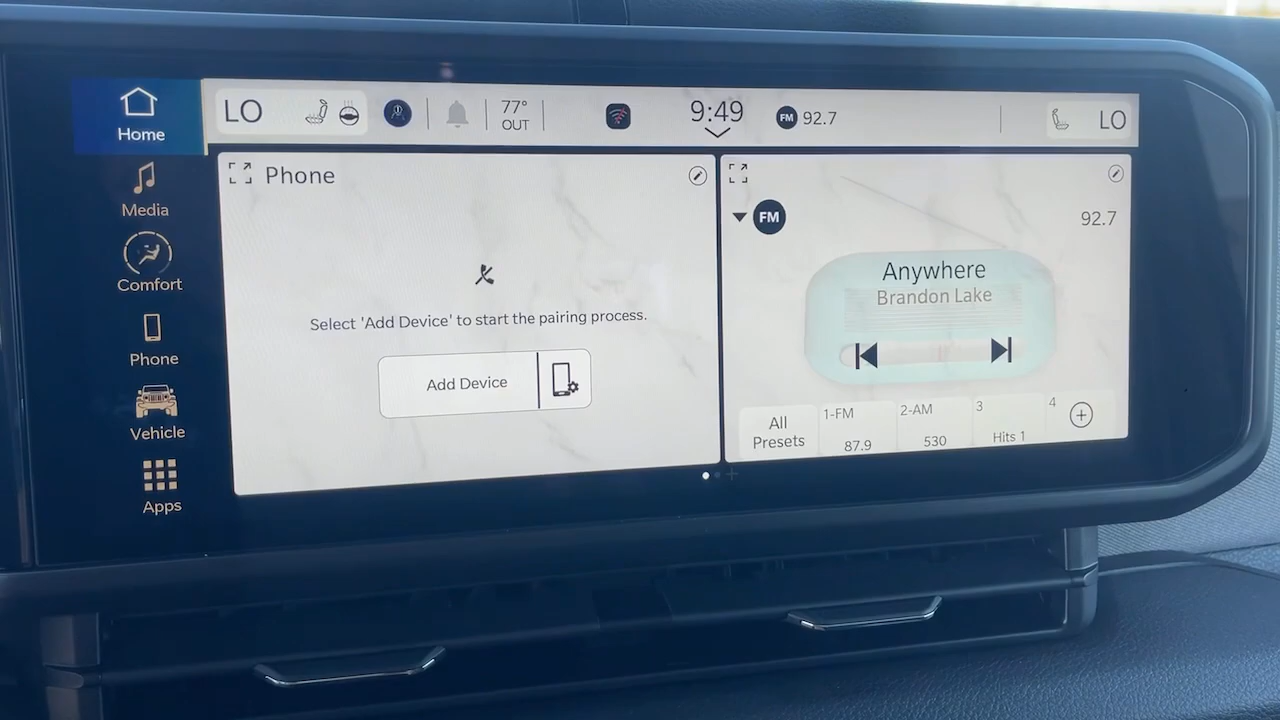 LO
77°
OUT
9:49
FM 92.7
LO
Home
Media
Comfort
Phone
Vehicle
Apps
Phone
Select 'Add Device' to start the pairing process.
Add Device
FM
92.7
Anywhere
Brandon Lake
All
Presets
1-FM
87.9
2-AM
530
3
Hits 1
4